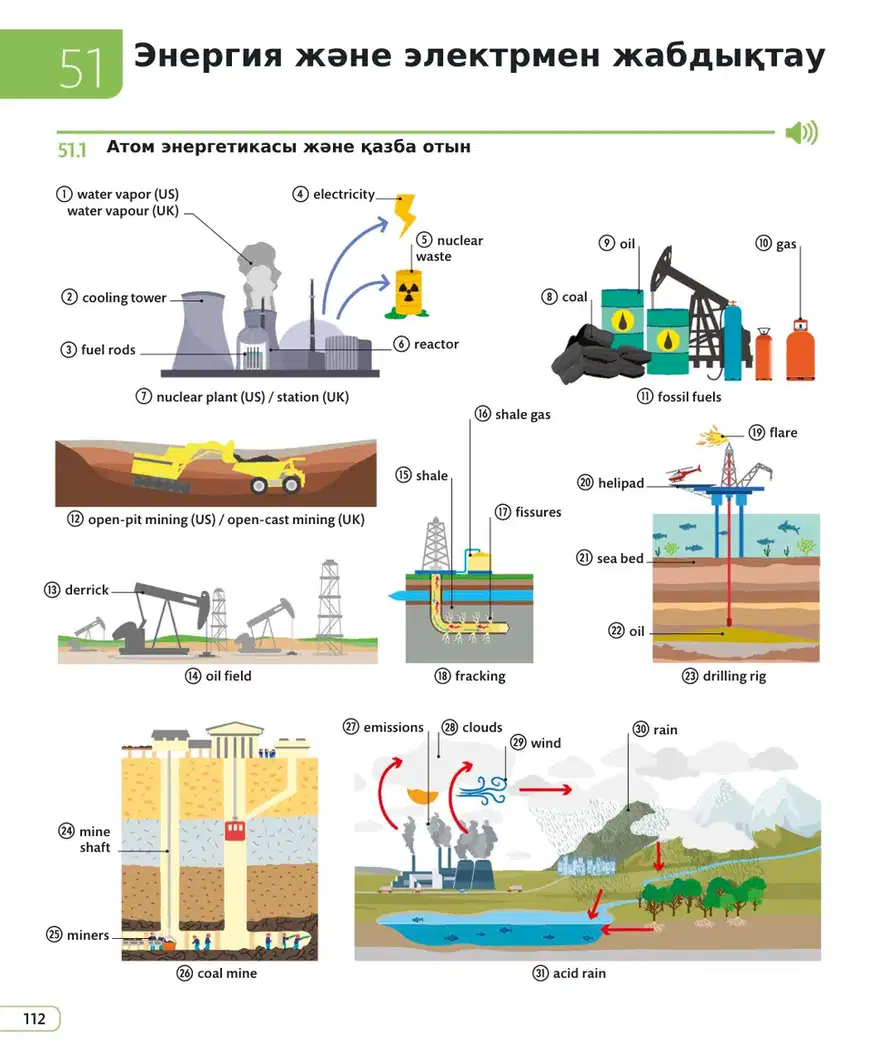 51
Энергия және электрмен жабдықтау
51.1 Атом энергетикасы және қазба отын
① water vapor (US)
water vapour (UK)
② cooling tower
③ fuel rods
④ electricity
⑤ nuclear
waste
⑥ reactor
⑦ nuclear plant (US) / station (UK)
⑧ coal
⑨ oil
⑩ gas
⑪ fossil fuels
⑫ open-pit mining (US) / open-cast mining (UK)
⑬ derrick
⑭ oil field
⑮ shale
⑯ shale gas
⑰ fissures
⑱ fracking
⑲ flare
⑳ helipad
㉑ sea bed
㉒ oil
㉓ drilling rig
㉔ mine
shaft
㉕ miners
㉖ coal mine
㉗ emissions
㉘ clouds
㉙ wind
㉚ rain
㉛ acid rain
112